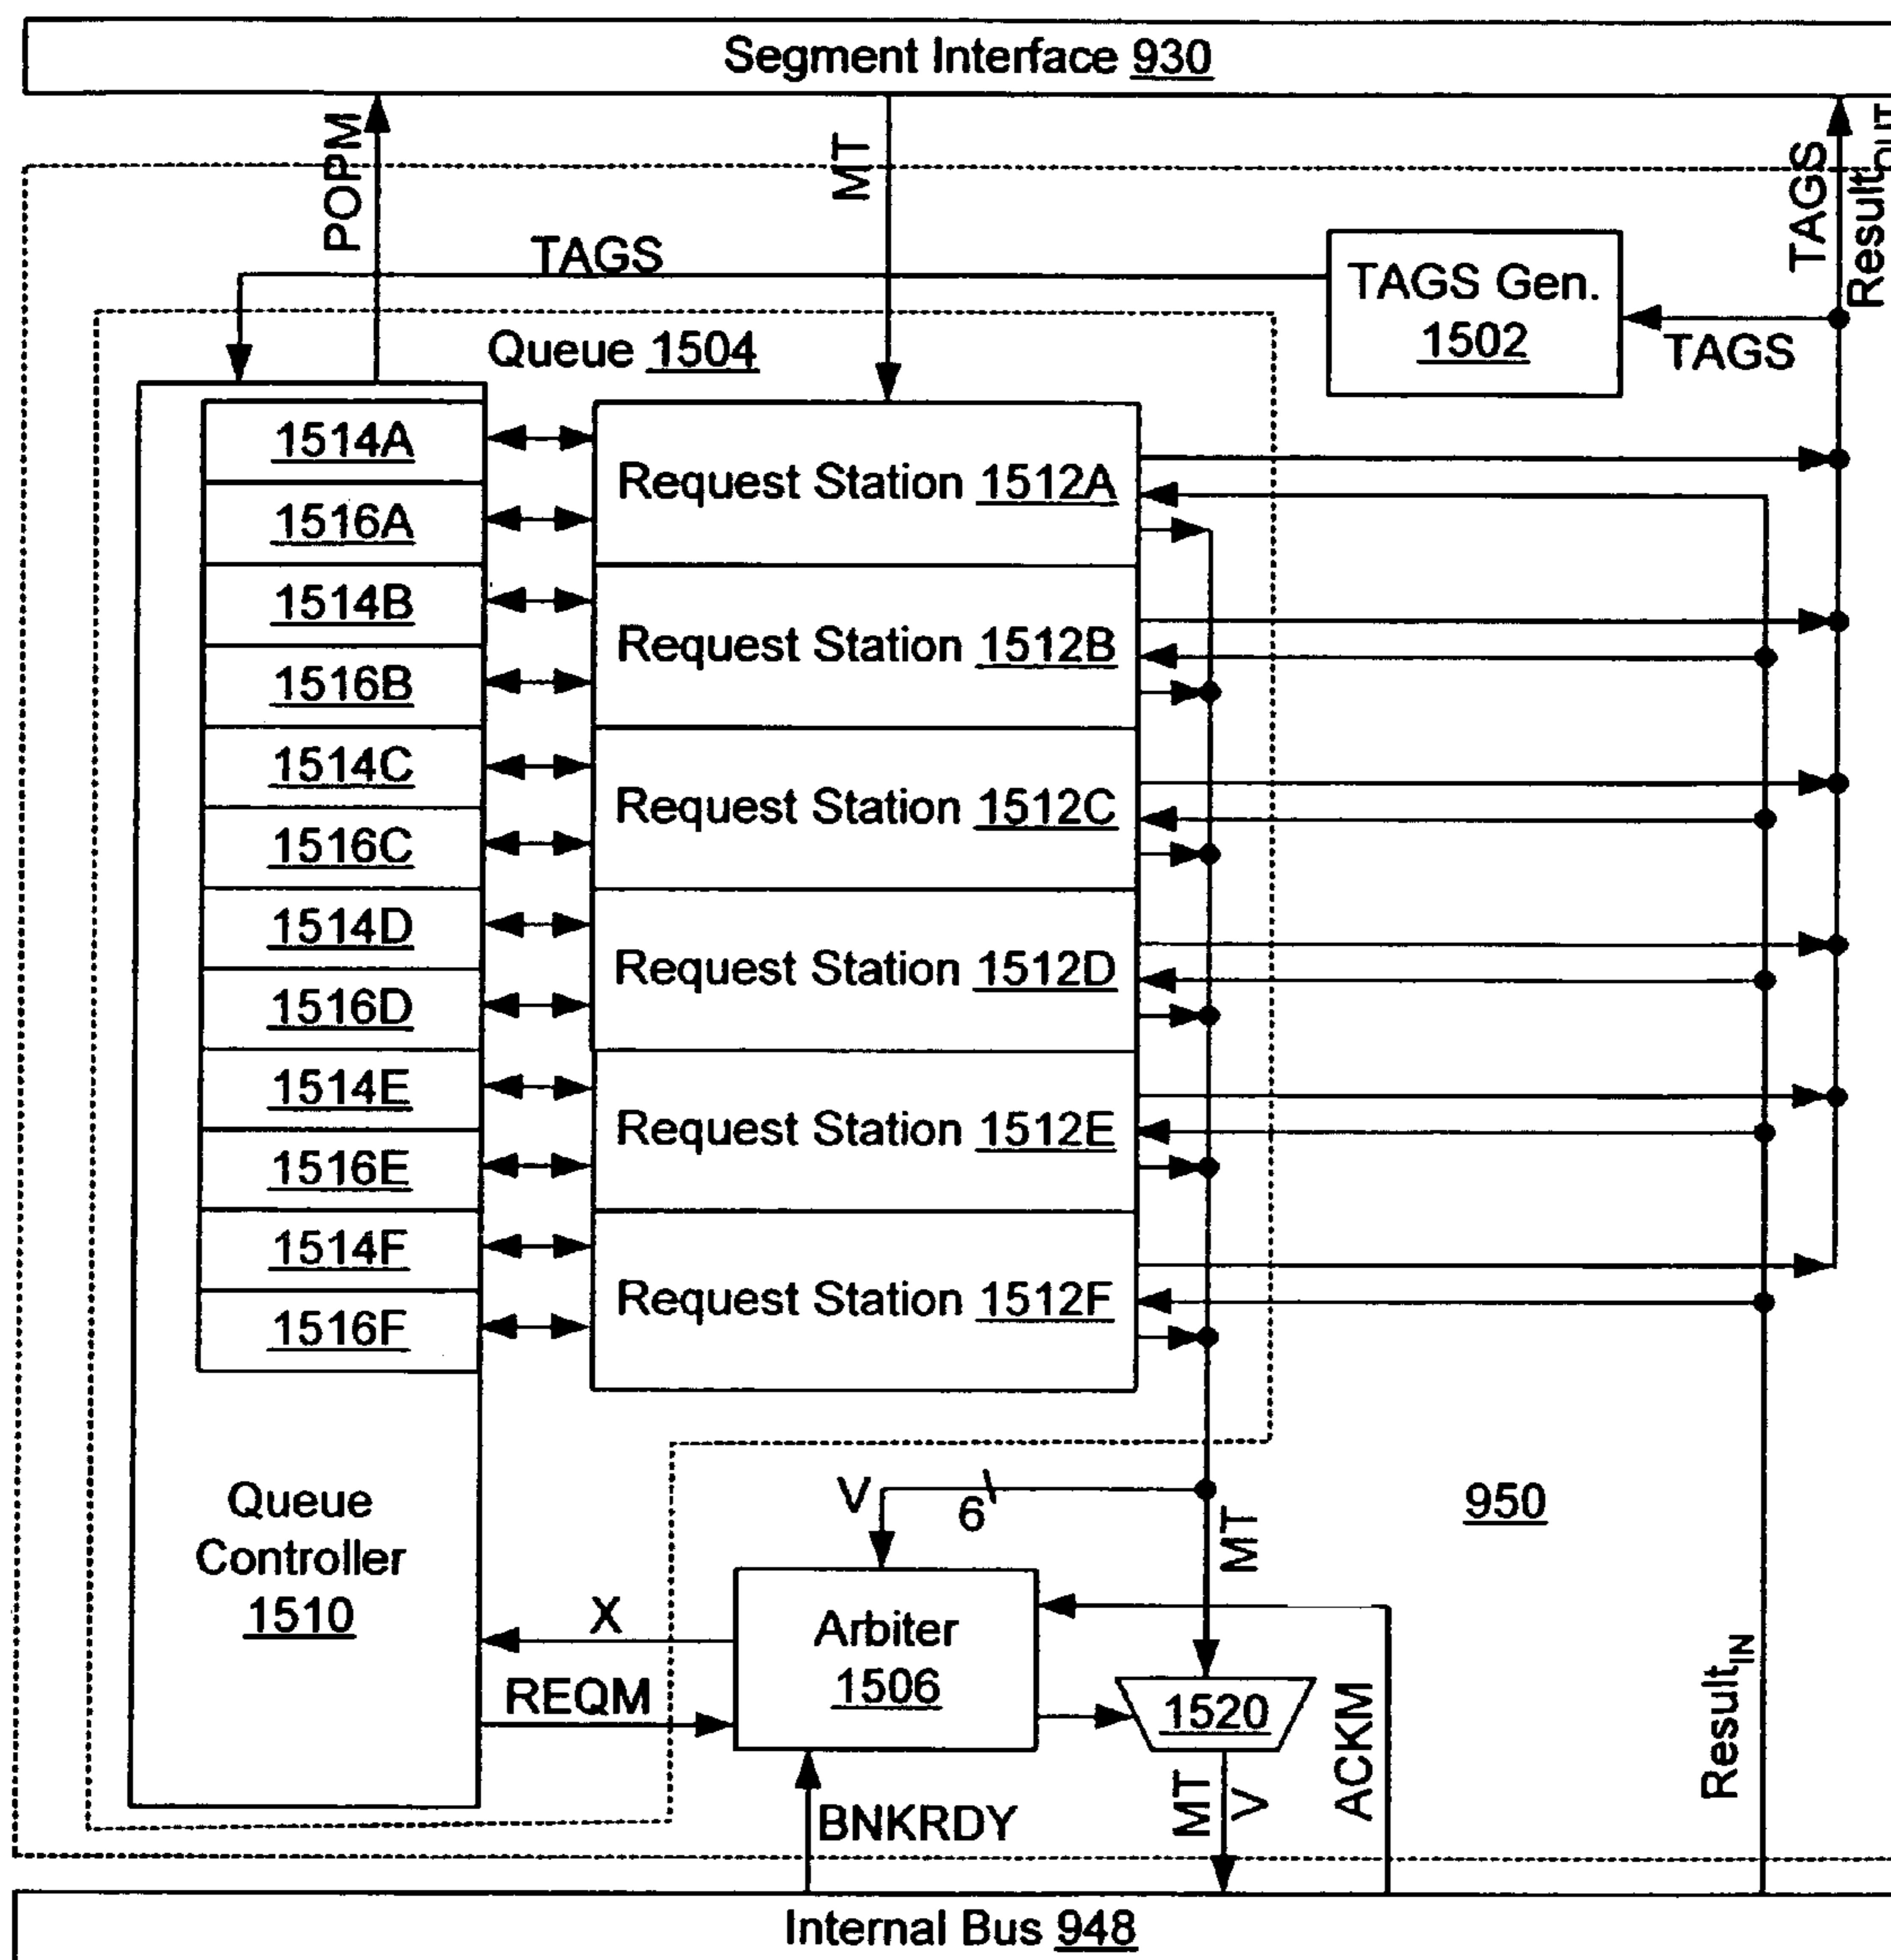 Segment Interface 930
POPM
MT
TAGS
Result OUT
TAGS
TAGS Gen.
1502
TAGS
Queue 1504
1514A
1516A
1514B
1516B
1514C
1516C
1514D
1516D
1514E
1516E
1514F
1516F
Request Station 1512A
Request Station 1512B
Request Station 1512C
Request Station 1512D
Request Station 1512E
Request Station 1512F
Queue
Controller
1510
V
6
MT
950
X
REQM
Arbiter
1506
1520
ACKM
Result IN
BNKRDY
MT
V
Internal Bus 948